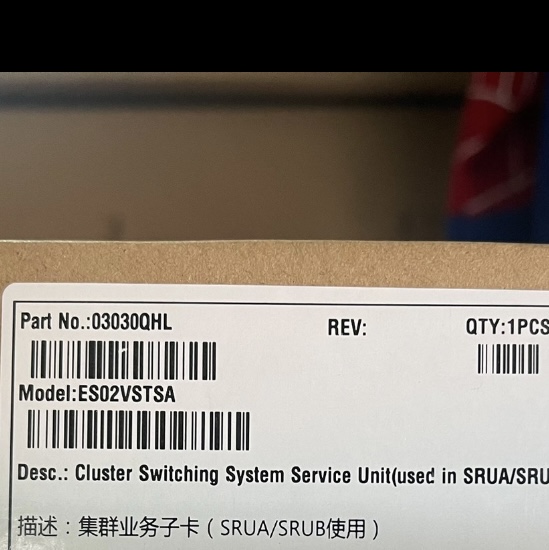 Part No.:03030QHL REV: QTY:1PCS
Model:ES02VSTSA
Desc.: Cluster Switching System Service Unit(used in SRUA/SRU
描述：集群业务子卡（SRUA/SRUB使用）